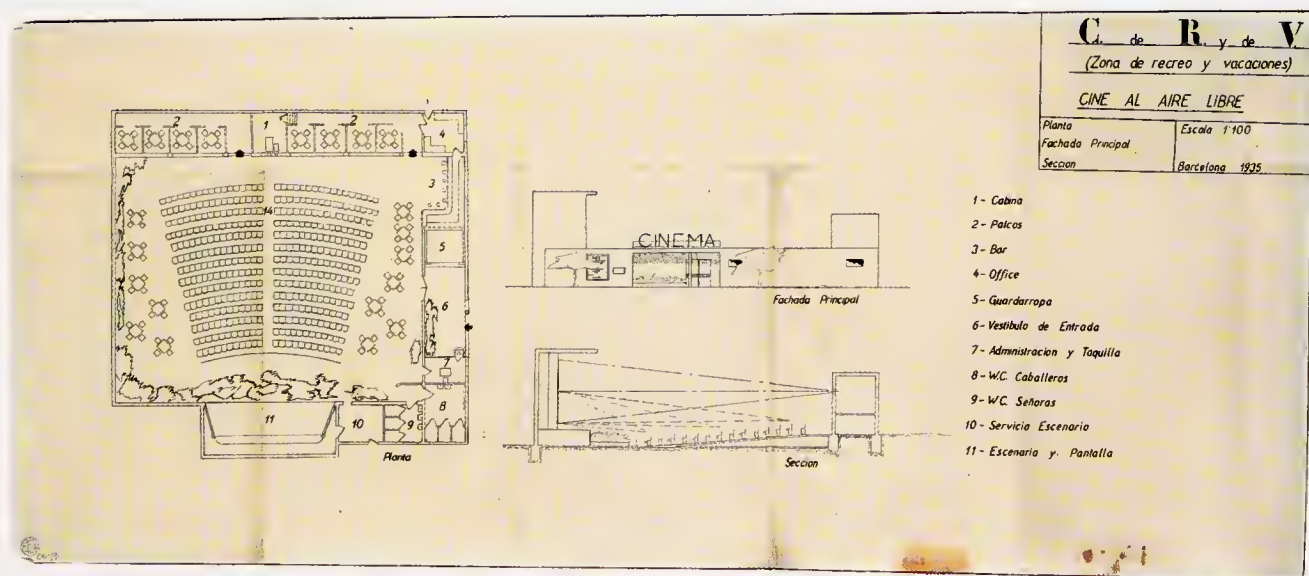 C. de R. y de V
(Zona de recreo y vacaciones)
CINE AL AIRE LIBRE
Planta
Fachada Principal
Seccion
Escala 1:100
Barcelona 1935
2
1
2
4
3
14
5
6
7
8
9
10
11
Planta
CINEMA
Fachada Principal
Seccion
1 - Cabina
2 - Palcos
3 - Bar
4 - Office
5 - Guardarropa
6 - Vestibulo de Entrada
7 - Administracion y Taquilla
8 - W.C. Caballeros
9 - W.C. Señoras
10 - Servicio Escenario
11 - Escenario y Pantalla